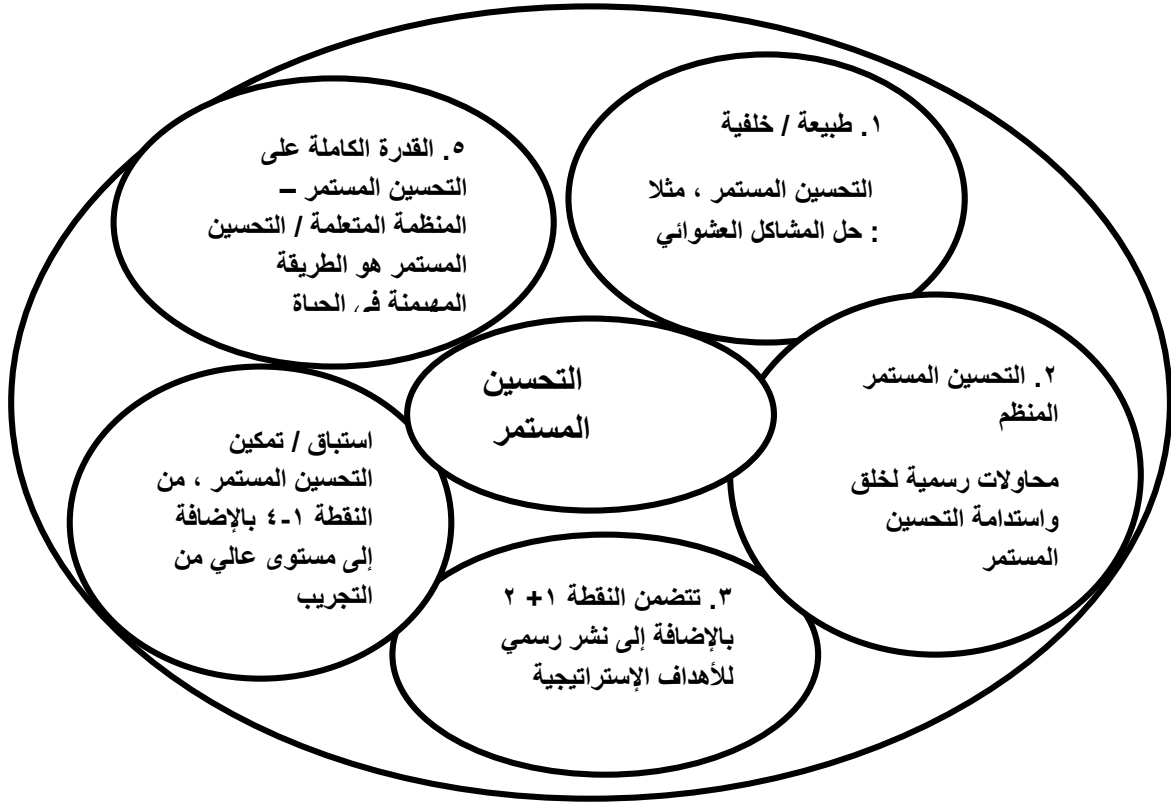 ١. طبيعة / خلفية
التحسين المستمر ، مثلا
: حل المشاكل العشوائي
٢. التحسين المستمر
المنظم
محاولات رسمية لخلق
واستدامة التحسين
المستمر
٣. تتضمن النقطة ١+ ٢
بالإضافة إلى نشر رسمي
للأهداف الإستراتيجية
استباق / تمكين
التحسين المستمر ، من
النقطة ١-٤ بالإضافة
إلى مستوى عالي من
التجريب
٥. القدرة الكاملة على
التحسين المستمر –
المنظمة المتعلمة / التحسين
المستمر هو الطريقة
المهيمنة في الحياة
التحسين
المستمر